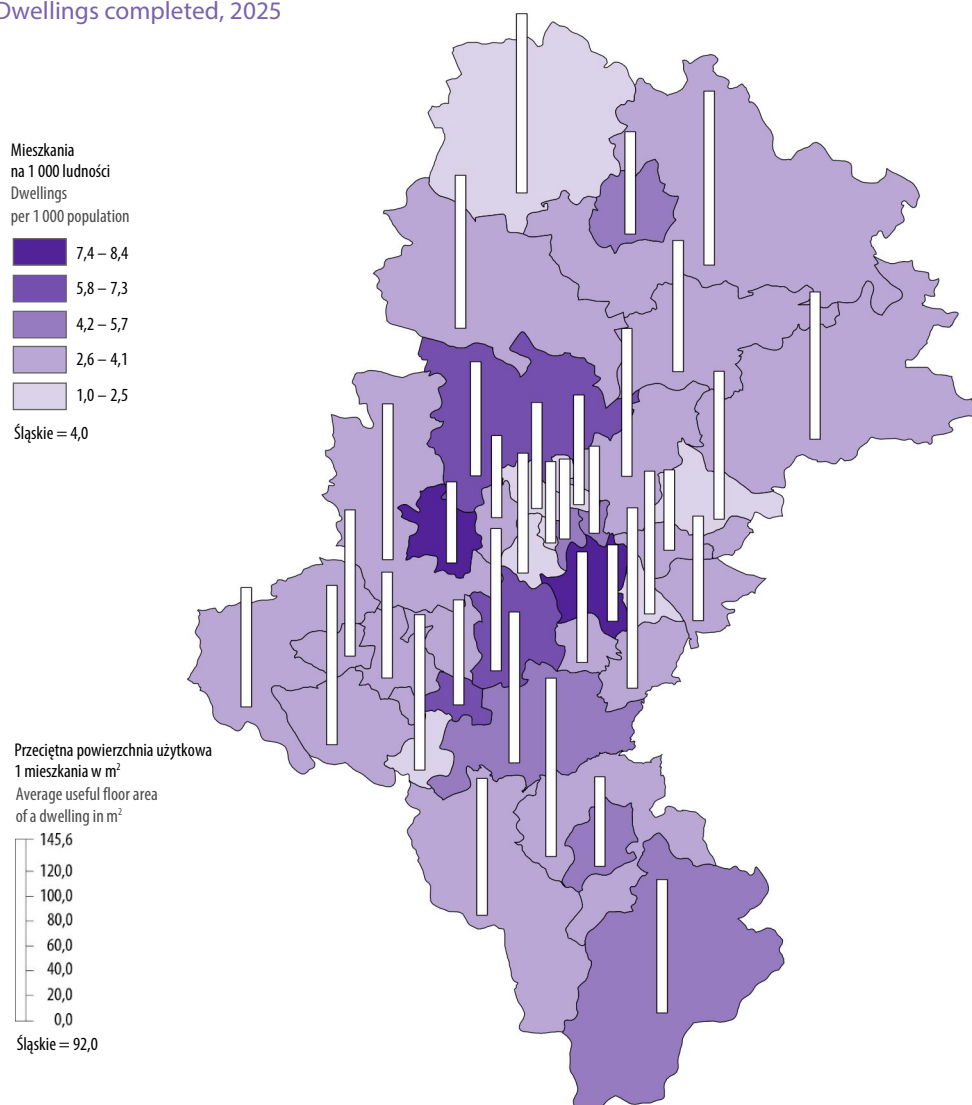 Dwellings completed, 2025
Mieszkania
na 1 000 ludności
Dwellings
per 1 000 population
7,4 – 8,4
5,8 – 7,3
4,2 – 5,7
2,6 – 4,1
1,0 – 2,5
Śląskie = 4,0
Przeciętna powierzchnia użytkowa
1 mieszkania w m²
Average useful floor area
of a dwelling in m²
145,6
120,0
100,0
80,0
60,0
40,0
20,0
0,0
Śląskie = 92,0